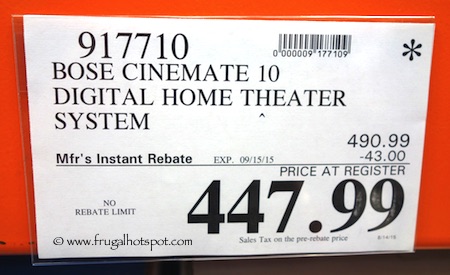 917710
0000009177109
*
BOSE CINEMATE 10
DIGITAL HOME THEATER
SYSTEM
490.99
Mfr's Instant Rebate EXP. 09/15/15 -43.00
PRICE AT REGISTER
NO
REBATE LIMIT
447.99
© www.frugalhotspot.com
Sales Tax on the pre-rebate price